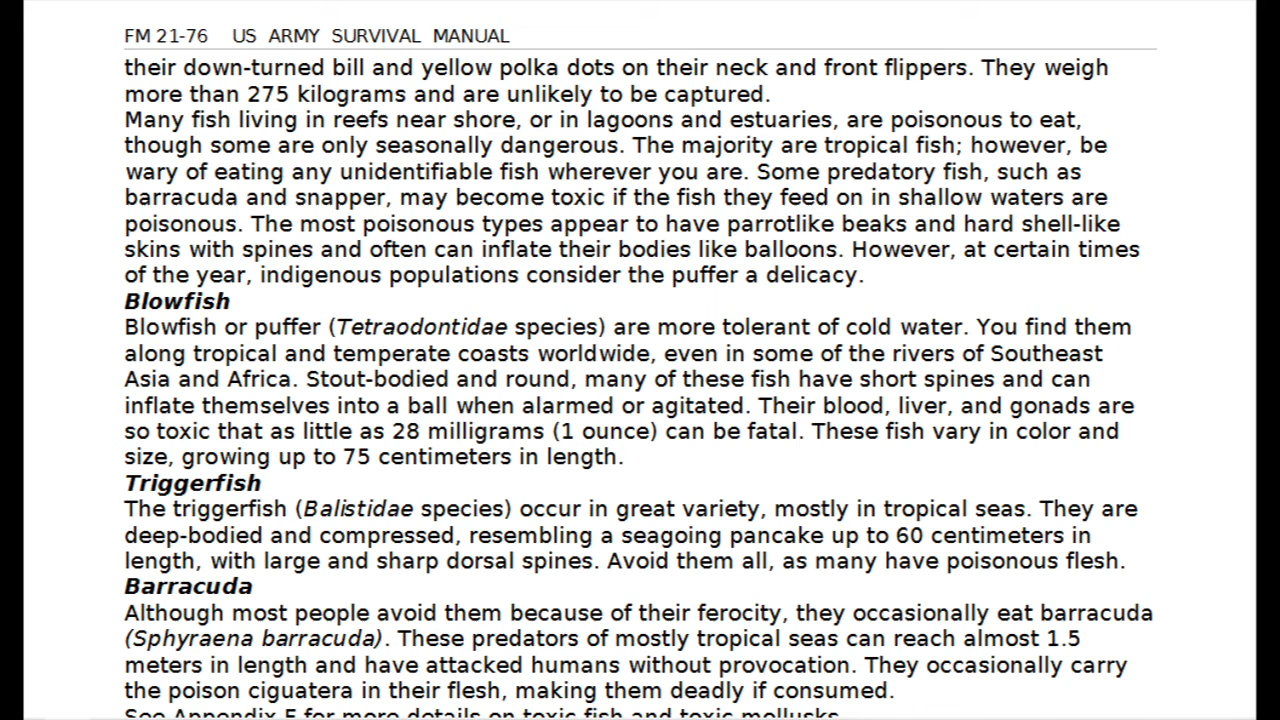 FM 21-76 US ARMY SURVIVAL MANUAL
their down-turned bill and yellow polka dots on their neck and front flippers. They weigh
more than 275 kilograms and are unlikely to be captured.
Many fish living in reefs near shore, or in lagoons and estuaries, are poisonous to eat,
though some are only seasonally dangerous. The majority are tropical fish; however, be
wary of eating any unidentifiable fish wherever you are. Some predatory fish, such as
barracuda and snapper, may become toxic if the fish they feed on in shallow waters are
poisonous. The most poisonous types appear to have parrotlike beaks and hard shell-like
skins with spines and often can inflate their bodies like balloons. However, at certain times
of the year, indigenous populations consider the puffer a delicacy.
Blowfish
Blowfish or puffer (Tetraodontidae species) are more tolerant of cold water. You find them
along tropical and temperate coasts worldwide, even in some of the rivers of Southeast
Asia and Africa. Stout-bodied and round, many of these fish have short spines and can
inflate themselves into a ball when alarmed or agitated. Their blood, liver, and gonads are
so toxic that as little as 28 milligrams (1 ounce) can be fatal. These fish vary in color and
size, growing up to 75 centimeters in length.
Triggerfish
The triggerfish (Balistidae species) occur in great variety, mostly in tropical seas. They are
deep-bodied and compressed, resembling a seagoing pancake up to 60 centimeters in
length, with large and sharp dorsal spines. Avoid them all, as many have poisonous flesh.
Barracuda
Although most people avoid them because of their ferocity, they occasionally eat barracuda
(Sphyraena barracuda). These predators of mostly tropical seas can reach almost 1.5
meters in length and have attacked humans without provocation. They occasionally carry
the poison ciguatera in their flesh, making them deadly if consumed.
See Appendix F for more details on toxic fish and toxic mollusks.